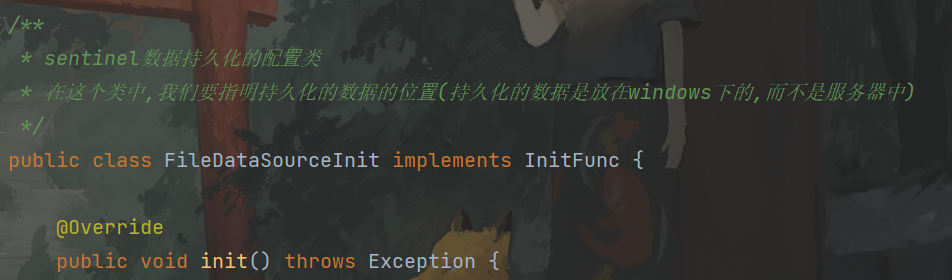 /**
 * sentinel数据持久化的配置类
 * 在这个类中,我们要指明持久化的数据的位置(持久化的数据是放在windows下的,而不是服务器中)
 */
public class FileDataSourceInit implements InitFunc {
    @Override
    public void init() throws Exception {